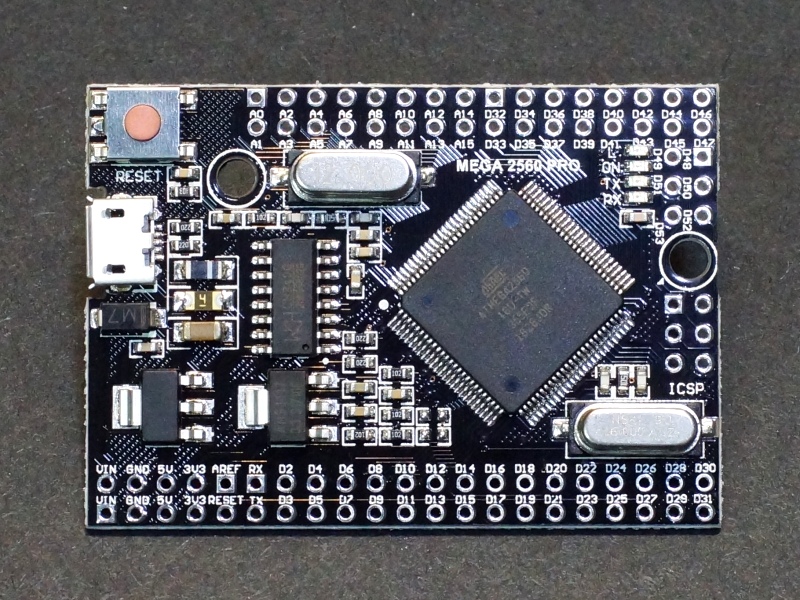 A0 A2 A4 A6 A8 A10 A12 A14 D32 D34 D36 D38 D40 D42 D44 D46
A1 A3 A5 A7 A9 A11 A13 A15 D33 D35 D37 D39 D41 D43 D45 D47
RESET
MEGA 2560 PRO
L
ON
TX
RX
D49 D48
D51 D50
D53 D52
M7
ICSP
VIN GND 5V 3V3 AREF RX D2 D4 D6 D8 D10 D12 D14 D16 D18 D20 D22 D24 D26 D28 D30
VIN GND 5V 3V3 RESET TX D3 D5 D7 D9 D11 D13 D15 D17 D19 D21 D23 D25 D27 D29 D31